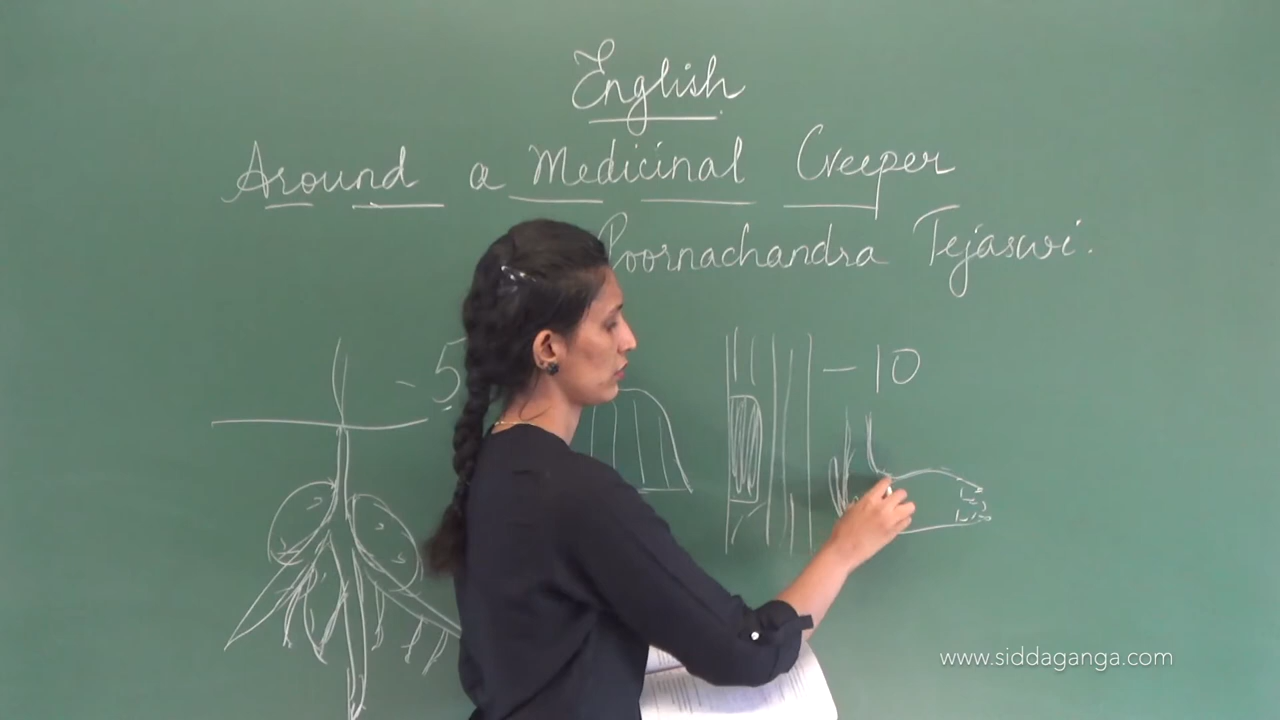 English
Around a Medicinal Creeper
Poornachandra Tejaswi.
- 5
- 10
www.siddaganga.com